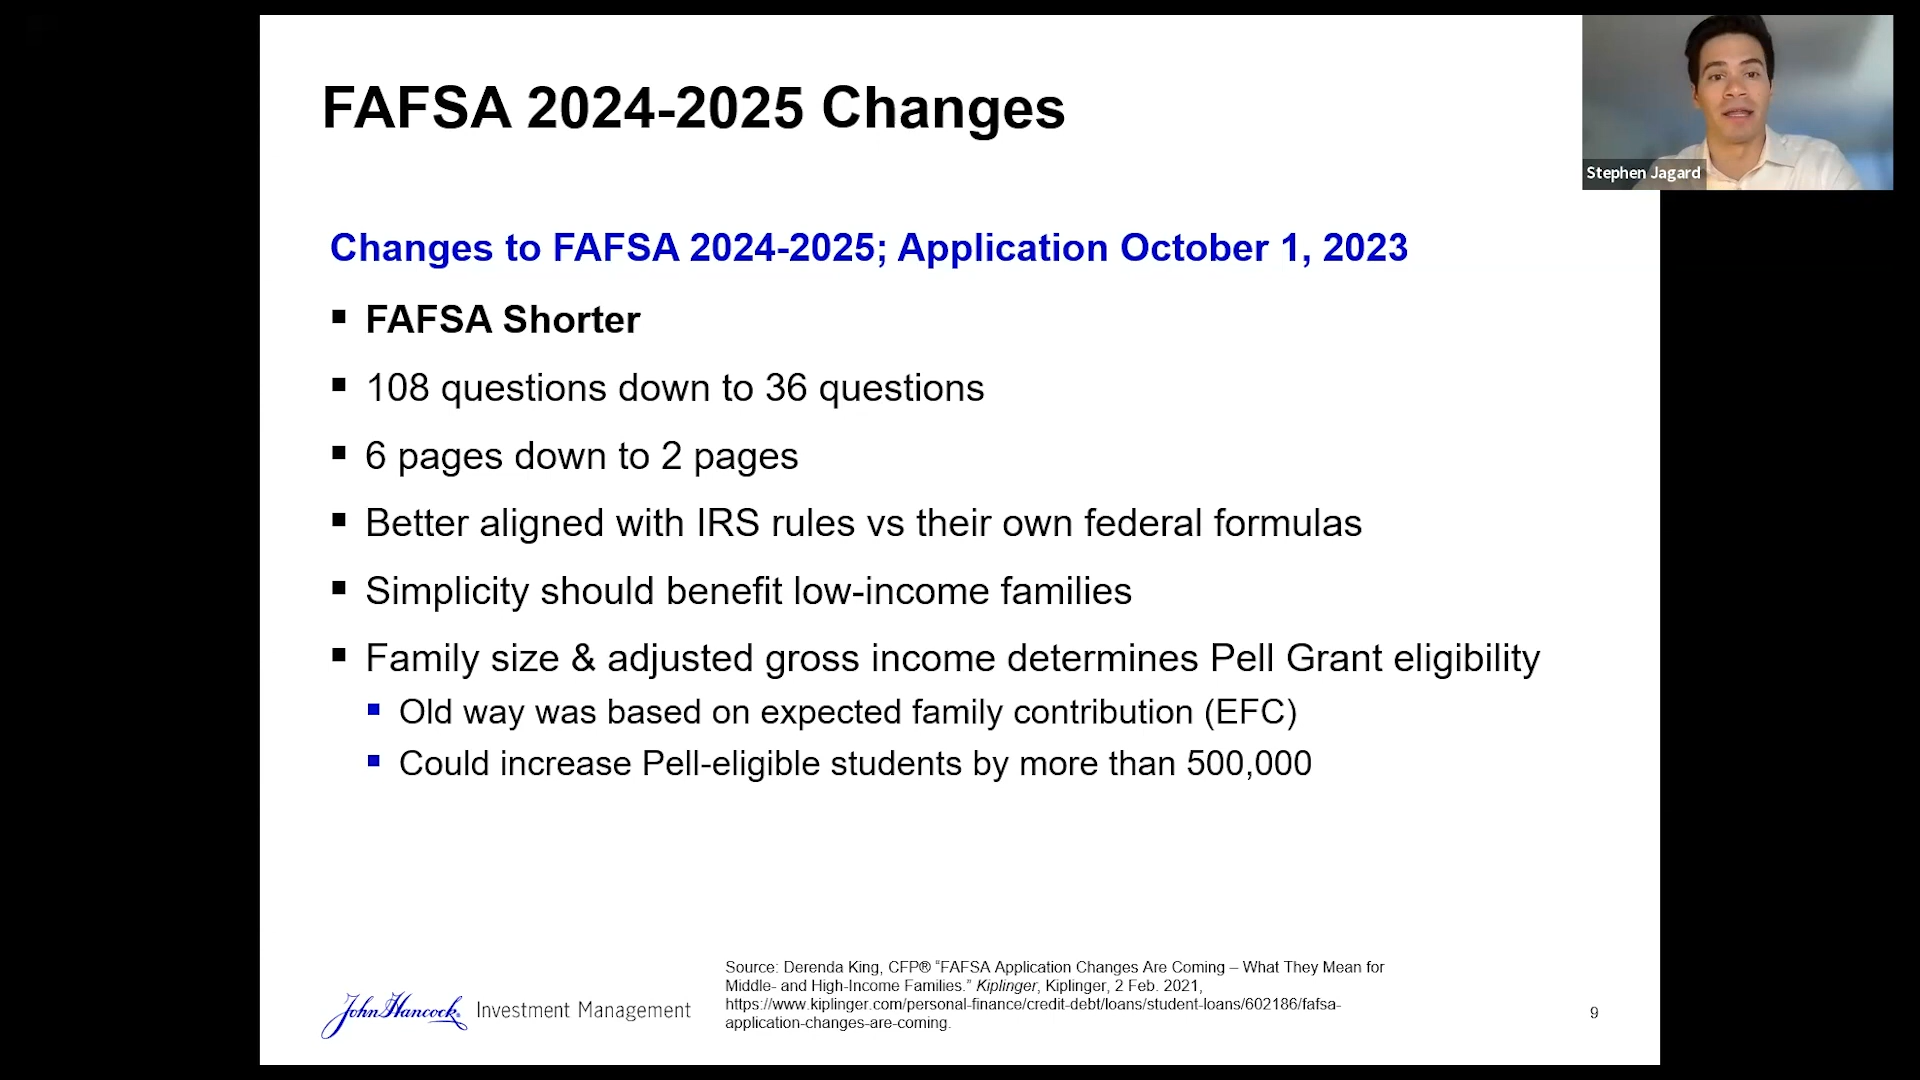 FAFSA 2024-2025 Changes
Stephen Jagard
Changes to FAFSA 2024-2025; Application October 1, 2023
FAFSA Shorter
108 questions down to 36 questions
6 pages down to 2 pages
Better aligned with IRS rules vs their own federal formulas
Simplicity should benefit low-income families
Family size & adjusted gross income determines Pell Grant eligibility
Old way was based on expected family contribution (EFC)
Could increase Pell-eligible students by more than 500,000
Source: Derenda King, CFP® “FAFSA Application Changes Are Coming – What They Mean for
Middle- and High-Income Families.” Kiplinger, Kiplinger, 2 Feb. 2021,
https://www.kiplinger.com/personal-finance/credit-debt/loans/student-loans/602186/fafsa-
application-changes-are-coming.
John Hancock® Investment Management
9